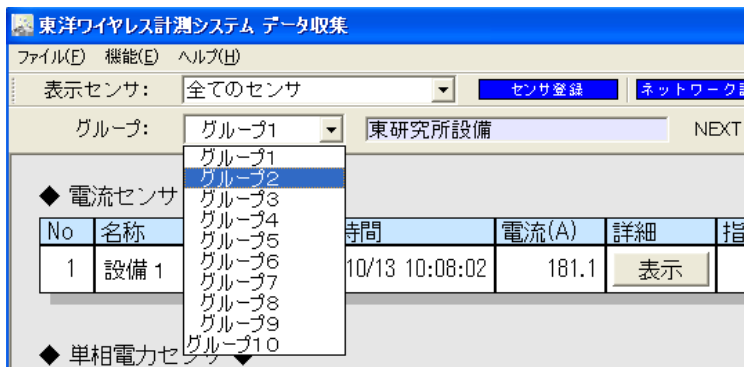 東洋ワイヤレス計測システム データ収集
ファイル(F) 機能(E) ヘルプ(H)
表示センサ: 全てのセンサ センサ登録 ネットワーク
グループ: グループ1 東研究所設備 NEXT
グループ1
グループ2
グループ3
グループ4
グループ5
グループ6
グループ7
グループ8
グループ9
グループ10
◆ 電流センサ
No 名称 時間 電流(A) 詳細 指
1 設備1 10/13 10:08:02 181.1 表示
◆ 単相電力センサ ◆